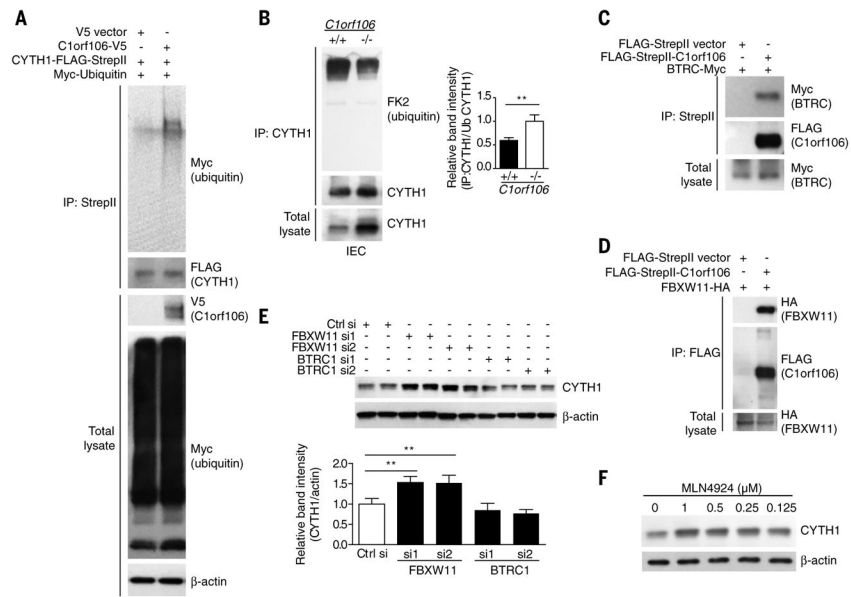 A
V5 vector + -
C1orf106-V5 - +
CYTH1-FLAG-StrepII + +
Myc-Ubiquitin + +
IP: StrepII
Myc
(ubiquitin)
FLAG
(CYTH1)
V5
(C1orf106)
Total
lysate
Myc
(ubiquitin)
β-actin
B
C1orf106
+/+ -/-
IP: CYTH1
FK2
(ubiquitin)
CYTH1
Total
lysate
CYTH1
IEC
Relative band intensity
(IP:CYTH1/Ub CYTH1)
1.5
1.0
0.5
0.0
**
+/+ -/-
C1orf106
C
FLAG-StrepII vector + -
FLAG-StrepII-C1orf106 - +
BTRC-Myc + +
IP: StrepII
Myc
(BTRC)
FLAG
(C1orf106)
Total
lysate
Myc
(BTRC)
D
FLAG-StrepII vector + -
FLAG-StrepII-C1orf106 - +
FBXW11-HA + +
IP: FLAG
HA
(FBXW11)
FLAG
(C1orf106)
Total
lysate
HA
(FBXW11)
E
Ctrl si + + - - - - - - - -
FBXW11 si1 - - + + - - - - - -
FBXW11 si2 - - - - + + - - - -
BTRC1 si1 - - - - - - + + - -
BTRC1 si2 - - - - - - - - + +
CYTH1
β-actin
Relative band intensity
(CYTH1/actin)
2.0
1.5
1.0
0.5
0.0
**
**
Ctrl si si1 si2 si1 si2
FBXW11 BTRC1
F
MLN4924 (μM)
0 1 0.5 0.25 0.125
CYTH1
β-actin